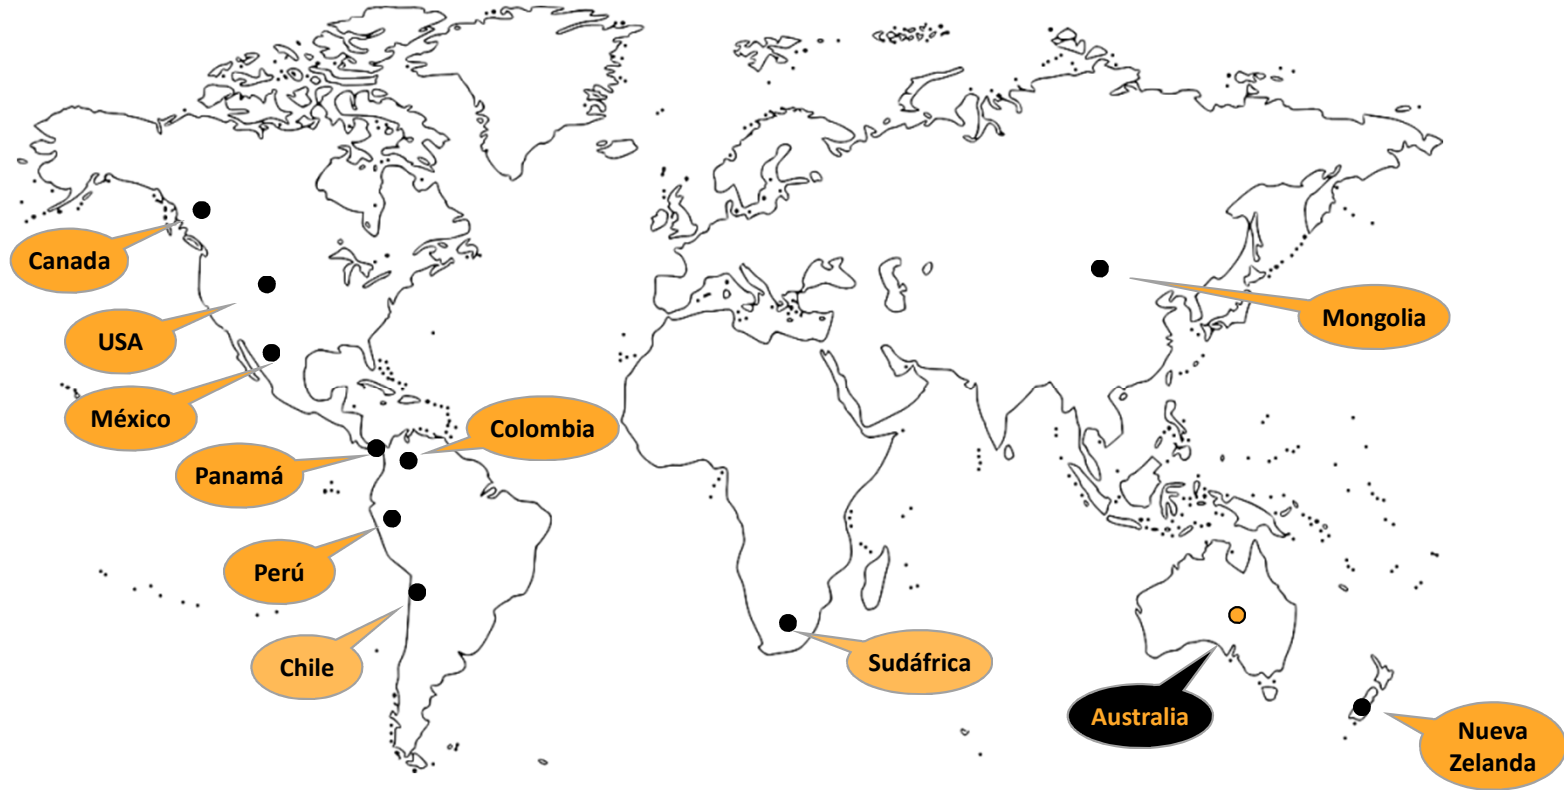 Canada
USA
México
Panamá
Colombia
Perú
Chile
Sudáfrica
Mongolia
Australia
Nueva
Zelanda